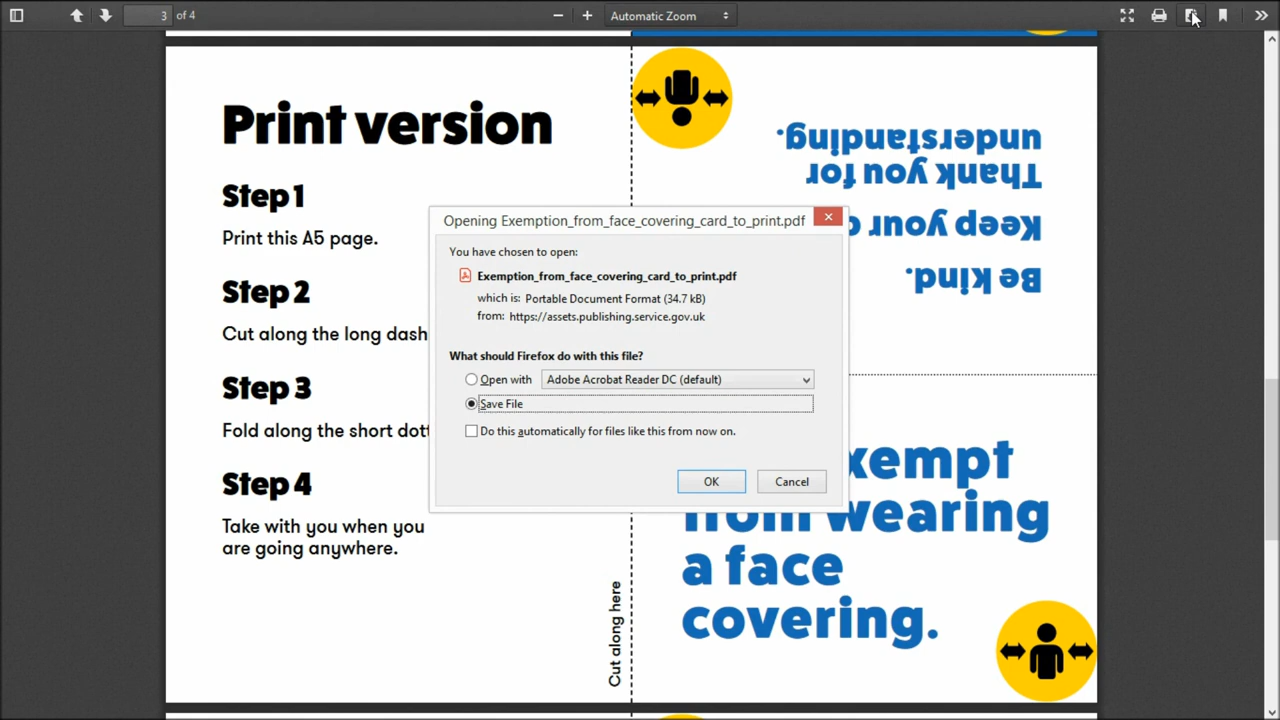 3 of 4
Automatic Zoom
Print version
Step 1
Print this A5 page.
Step 2
Cut along the long dash
Step 3
Fold along the short dott
Step 4
Take with you when you
are going anywhere.
Cut along here
Be kind.
Keep your
Thank you for
understanding.
Opening Exemption_from_face_covering_card_to_print.pdf
You have chosen to open:
Exemption_from_face_covering_card_to_print.pdf
which is: Portable Document Format (34.7 kB)
from: https://assets.publishing.service.gov.uk
What should Firefox do with this file?
Open with Adobe Acrobat Reader DC (default)
Save File
Do this automatically for files like this from now on.
OK Cancel
xempt
from wearing
a face
covering.